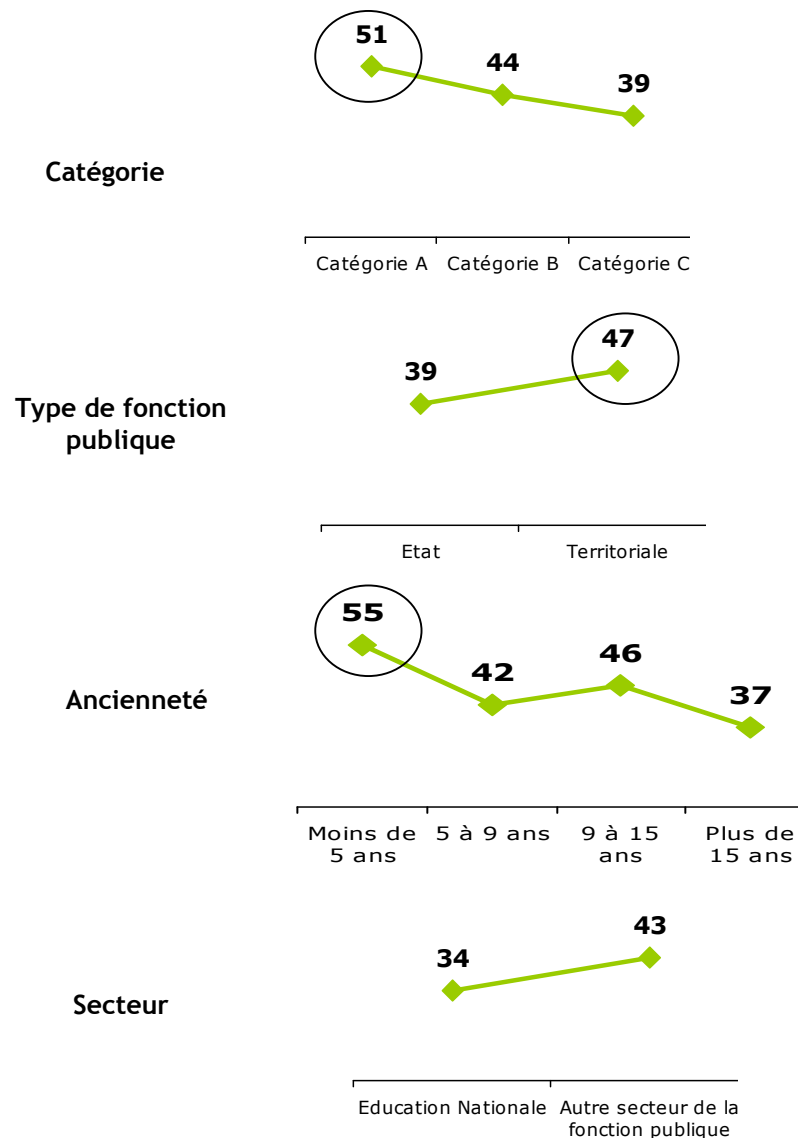 51
44
39
Catégorie
Catégorie A Catégorie B Catégorie C
47
39
Type de fonction
publique
Etat Territoriale
55
46
42
37
Ancienneté
Moins de 5 à 9 ans 9 à 15 Plus de
5 ans ans 15 ans
43
34
Secteur
Education Nationale Autre secteur de la
fonction publique